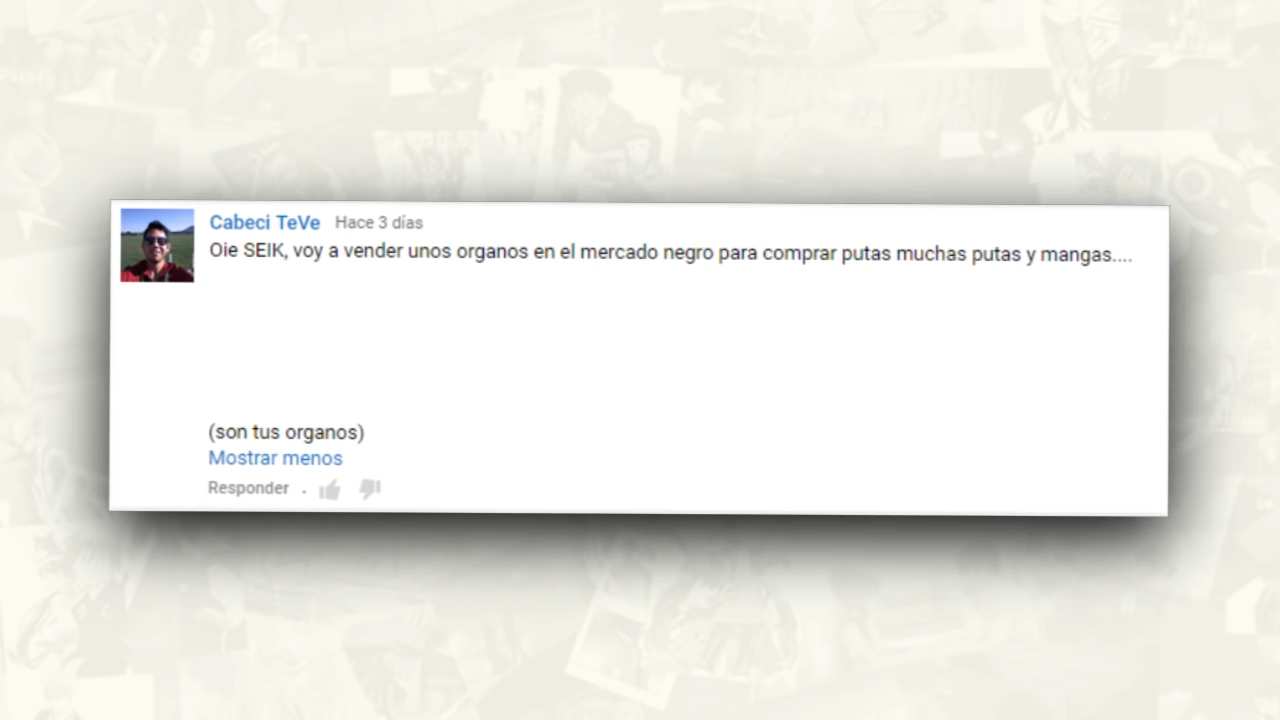 Cabeci TeVe Hace 3 días
Oie SEIK, voy a vender unos organos en el mercado negro para comprar putas muchas putas y mangas....
(son tus organos)
Mostrar menos
Responder .